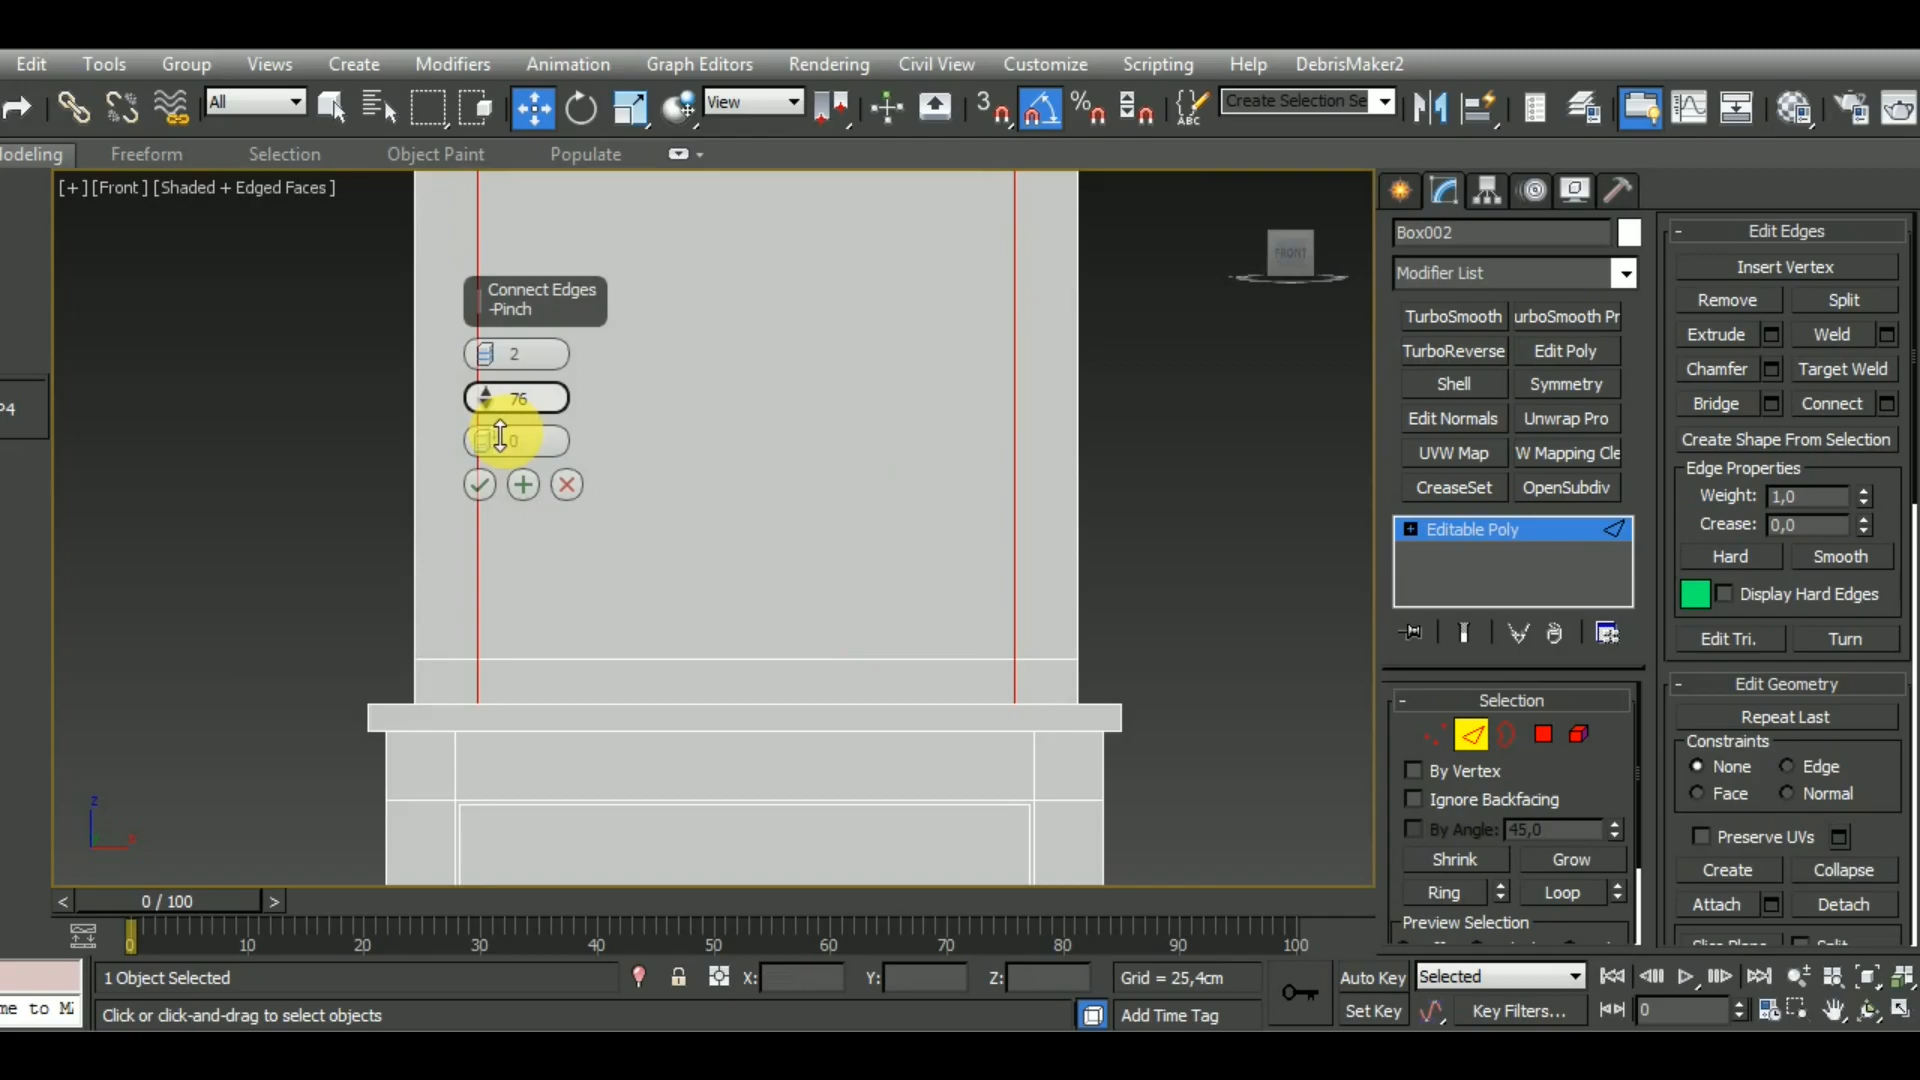 Edit Tools Group Views Create Modifiers Animation Graph Editors Rendering Civil View Customize Scripting Help DebrisMaker2
All View 3 % ABC Create Selection Se
odeling Freeform Selection Object Paint Populate
[+] [Front ] [Shaded + Edged Faces ]
FRONT
Connect Edges
-Pinch
2
76
0
P4
z
x
Box002
Modifier List
TurboSmooth urboSmooth Pr
TurboReverse Edit Poly
Shell Symmetry
Edit Normals Unwrap Pro
UVW Map W Mapping Cle
CreaseSet OpenSubdiv
Editable Poly
- Selection
By Vertex
Ignore Backfacing
By Angle: 45,0
Shrink Grow
Ring Loop
Preview Selection
- Edit Edges
Insert Vertex
Remove Split
Extrude Weld
Chamfer Target Weld
Bridge Connect
Create Shape From Selection
Edge Properties
Weight: 1,0
Crease: 0,0
Hard Smooth
Display Hard Edges
Edit Tri. Turn
- Edit Geometry
Repeat Last
Constraints
None Edge
Face Normal
Preserve UVs
Create Collapse
Attach Detach
< 0 / 100 >
0 10 20 30 40 50 60 70 80 90 100
1 Object Selected X: Y: Z: Grid = 25,4cm Auto Key Selected
Click or click-and-drag to select objects Add Time Tag Set Key Key Filters... 0